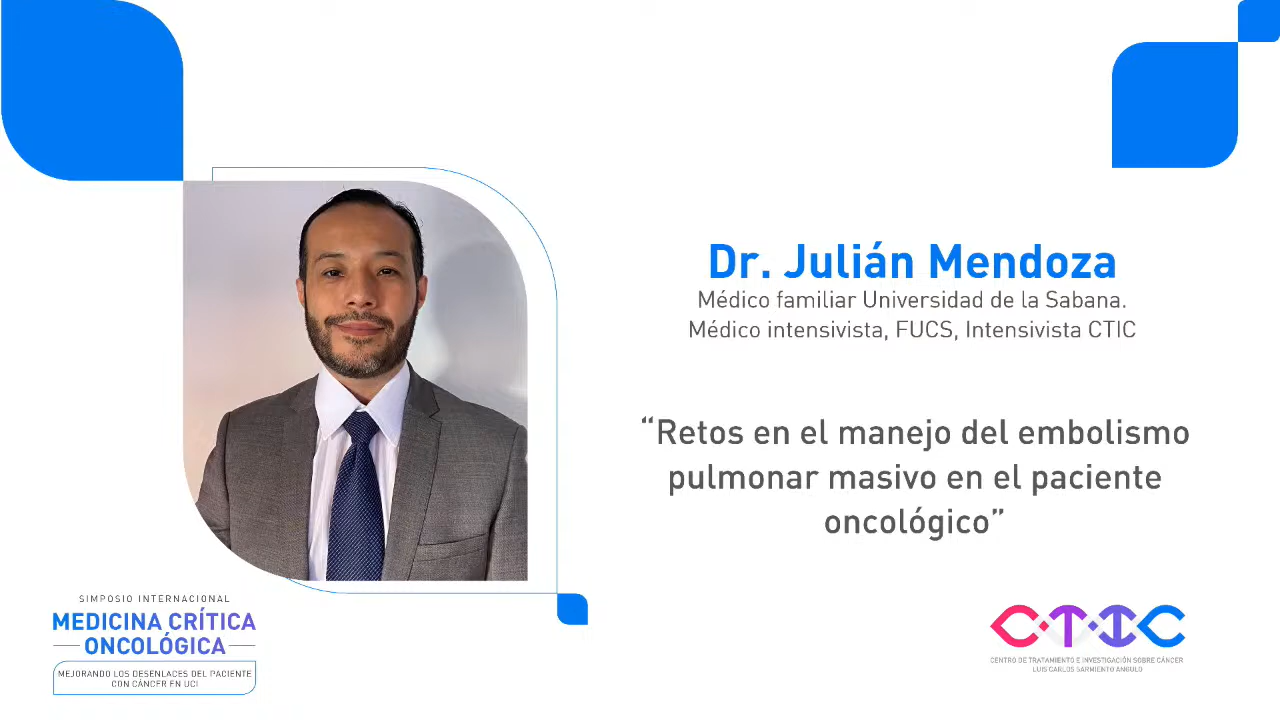 Dr. Julián Mendoza
Médico familiar Universidad de la Sabana.
Médico intensivista, FUCS, Intensivista CTIC
“Retos en el manejo del embolismo
pulmonar masivo en el paciente
oncológico”
SIMPOSIO INTERNACIONAL
MEDICINA CRÍTICA
ONCOLÓGICA
MEJORANDO LOS DESENLACES DEL PACIENTE
CON CÁNCER EN UCI
CTIC
CENTRO DE TRATAMIENTO E INVESTIGACIÓN SOBRE CÁNCER
LUIS CARLOS SARMIENTO ANGULO